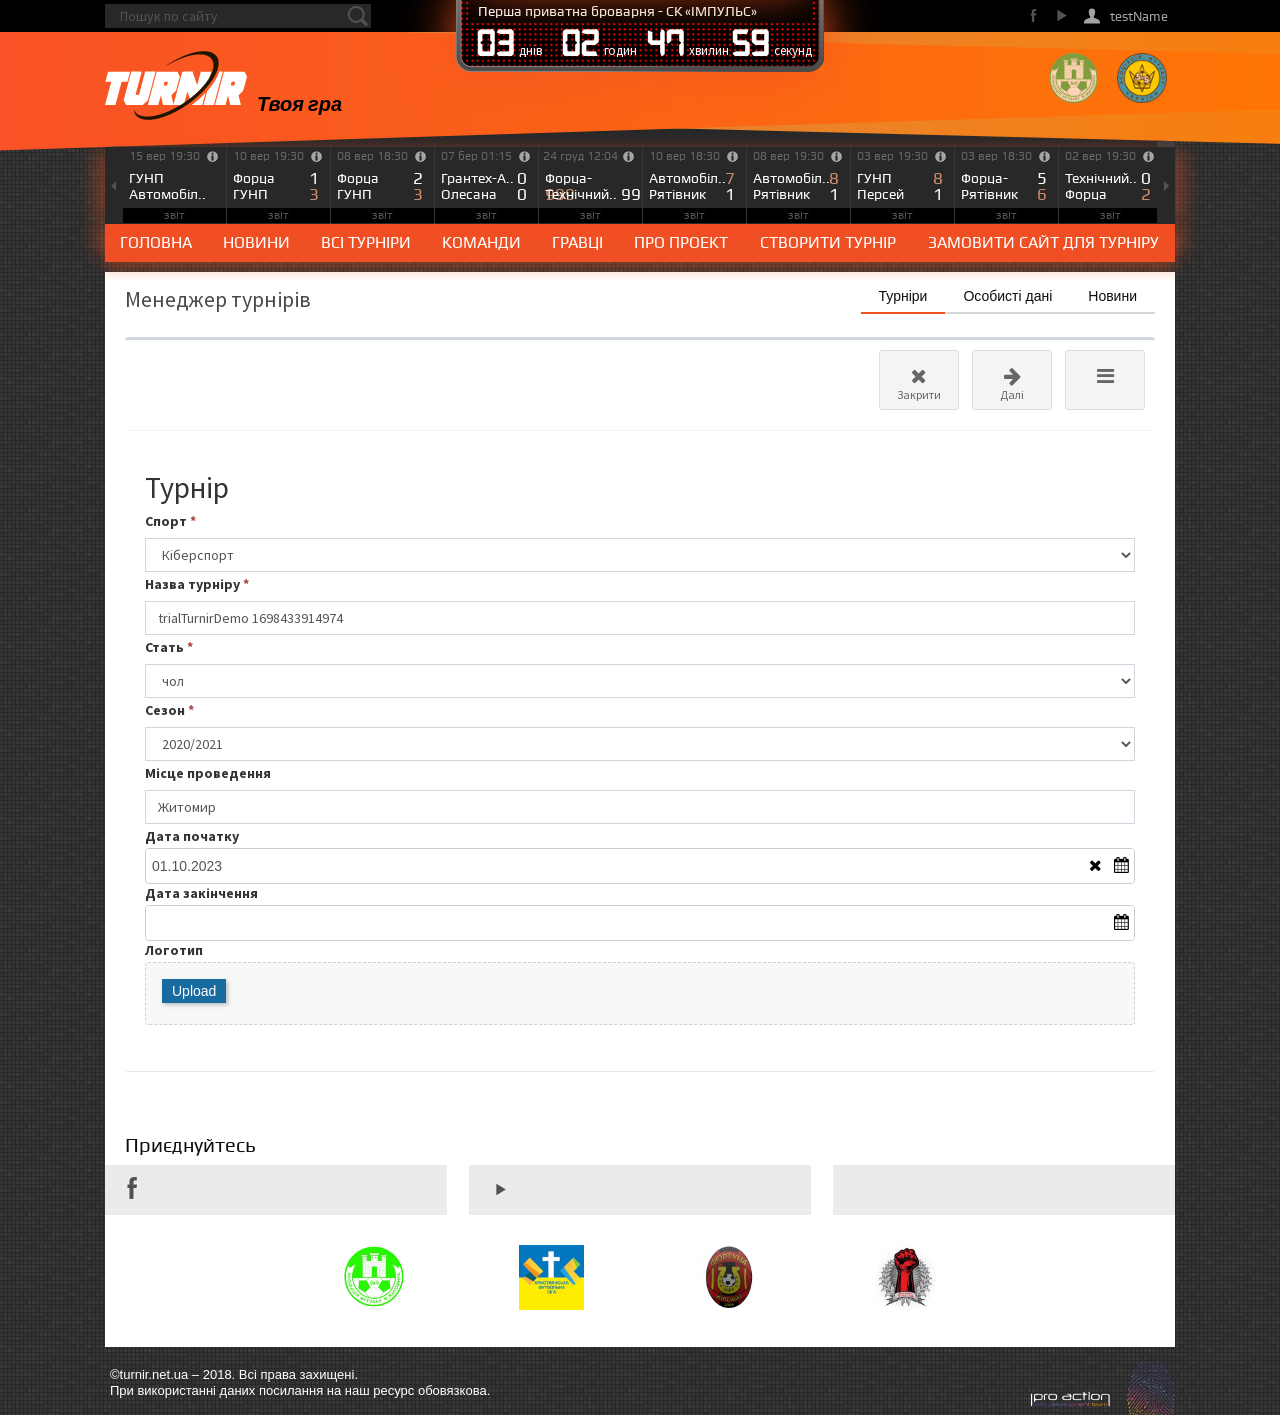 Пошук по сайту
Перша приватна броварня - СК «ІМПУЛЬС»
03 днів 02 годин 47 хвилин 59 секунд
testName
TURNIR
Твоя гра
15 вер 19:30
ГУНП
Автомобіл..
10 вер 19:30
Форца 1
ГУНП 3
звіт
08 вер 18:30
Форца 2
ГУНП 3
звіт
07 бер 01:15
Грантех-А.. 0
Олесана 0
звіт
24 груд 12:04
Форца- 999
Технічний.. 99
звіт
10 вер 18:30
Автомобіл.. 7
Рятівник 1
звіт
08 вер 19:30
Автомобіл.. 8
Рятівник 1
звіт
03 вер 19:30
ГУНП 8
Персей 1
звіт
03 вер 18:30
Форца- 5
Рятівник 6
звіт
02 вер 19:30
Технічний.. 0
Форца 2
звіт
звіт
ГОЛОВНА НОВИНИ ВСІ ТУРНІРИ КОМАНДИ ГРАВЦІ ПРО ПРОЕКТ СТВОРИТИ ТУРНІР ЗАМОВИТИ САЙТ ДЛЯ ТУРНІРУ
Менеджер турнірів
Турніри Особисті дані Новини
Закрити Далі
Турнір
Спорт *
Кіберспорт
Назва турніру *
trialTurnirDemo 1698433914974
Стать *
чол
Сезон *
2020/2021
Місце проведення
Житомир
Дата початку
01.10.2023
Дата закінчення
Логотип
Upload
Приєднуйтесь
©turnir.net.ua – 2018. Всі права захищені.
При використанні даних посилання на наш ресурс обовязкова.
pro action